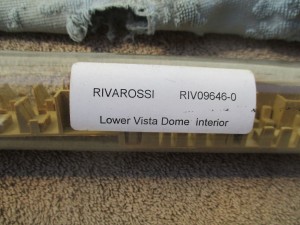 RIVAROSSI RIV09646-0
Lower Vista Dome interior